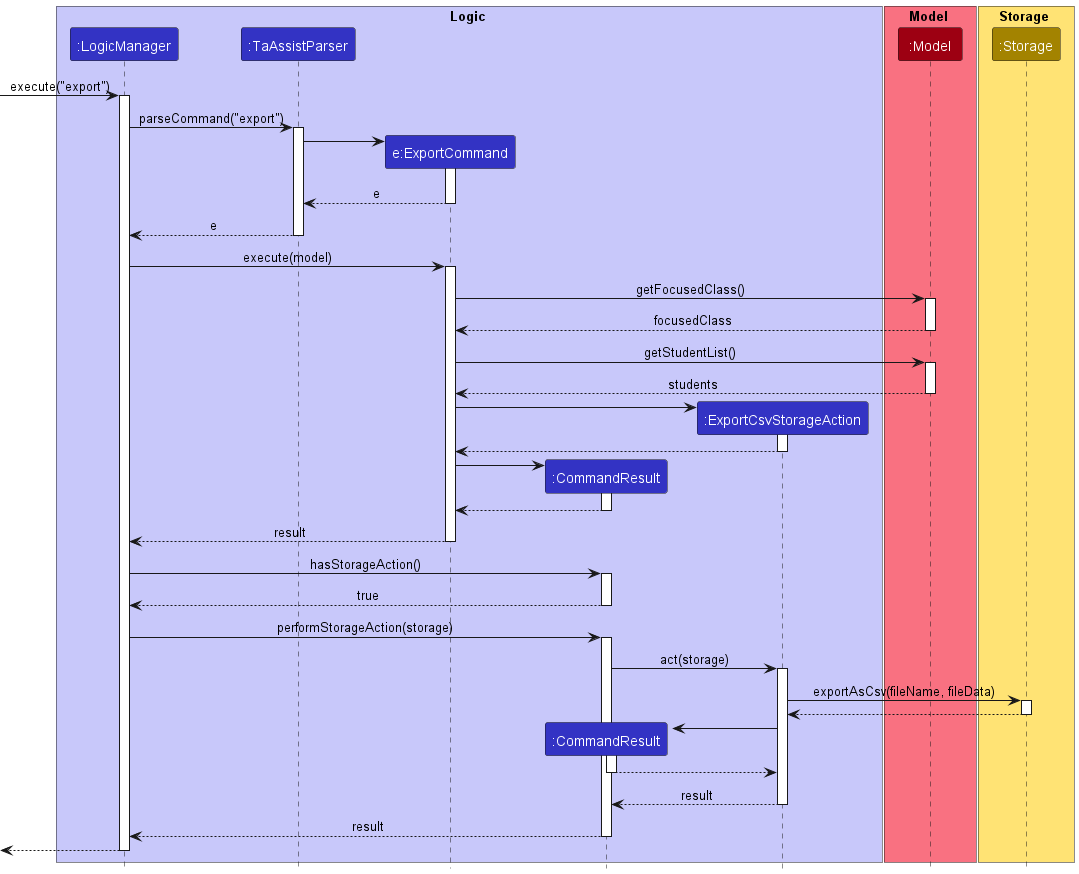 Logic
Model
Storage
:LogicManager
:TaAssistParser
:Model
:Storage
execute("export")
parseCommand("export")
e:ExportCommand
e
e
execute(model)
getFocusedClass()
focusedClass
getStudentList()
students
:ExportCsvStorageAction
:CommandResult
result
hasStorageAction()
true
performStorageAction(storage)
act(storage)
exportAsCsv(fileName, fileData)
:CommandResult
result
result